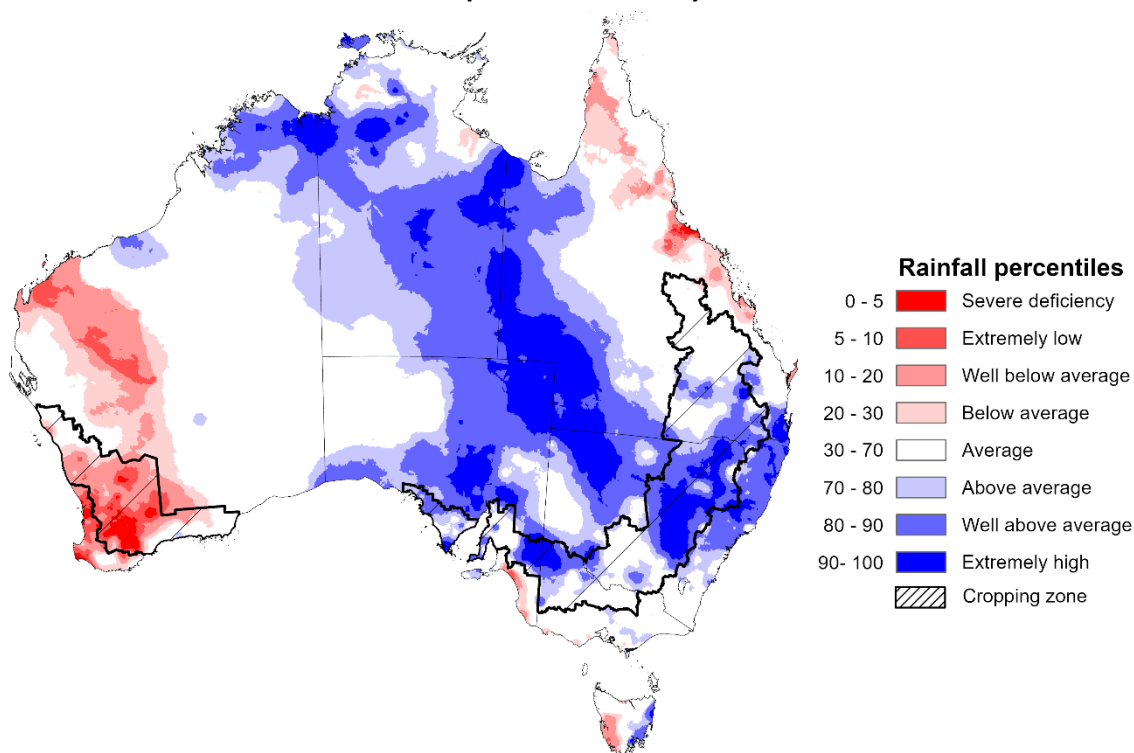 Rainfall percentiles
0 - 5 Severe deficiency
5 - 10 Extremely low
10 - 20 Well below average
20 - 30 Below average
30 - 70 Average
70 - 80 Above average
80 - 90 Well above average
90- 100 Extremely high
Cropping zone